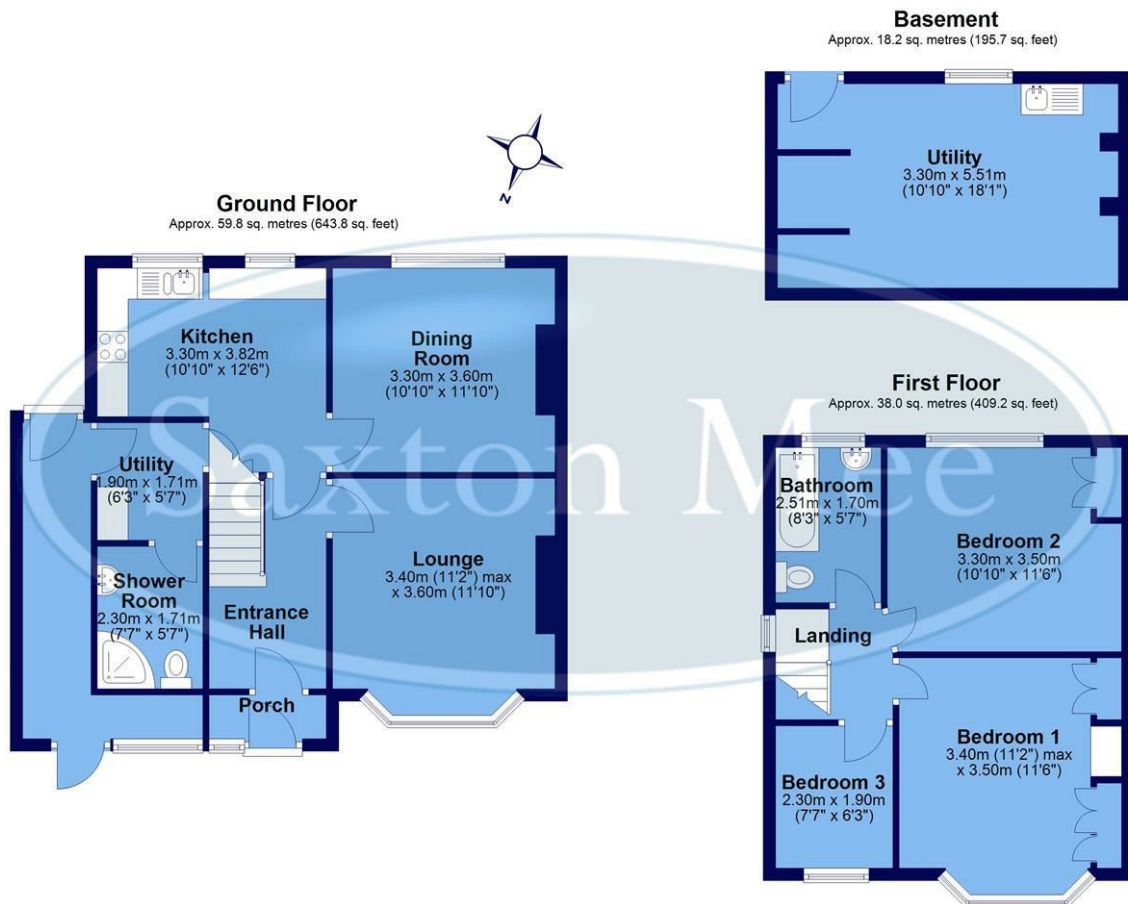 Basement
Approx. 18.2 sq. metres (195.7 sq. feet)
Utility
3.30m x 5.51m
(10'10" x 18'1")
N
Ground Floor
Approx. 59.8 sq. metres (643.8 sq. feet)
Kitchen
3.30m x 3.82m
(10'10" x 12'6")
Dining
Room
3.30m x 3.60m
(10'10" x 11'10")
Utility
1.90m x 1.71m
(6'3" x 5'7")
Shower
Room
2.30m x 1.71m
(7'7" x 5'7")
Entrance
Hall
Lounge
3.40m (11'2") max
x 3.60m (11'10")
Porch
First Floor
Approx. 38.0 sq. metres (409.2 sq. feet)
Bathroom
2.51m x 1.70m
(8'3" x 5'7")
Bedroom 2
3.30m x 3.50m
(10'10" x 11'6")
Landing
Bedroom 1
3.40m (11'2") max
x 3.50m (11'6")
Bedroom 3
2.30m x 1.90m
(7'7" x 6'3")
Saxton Mee